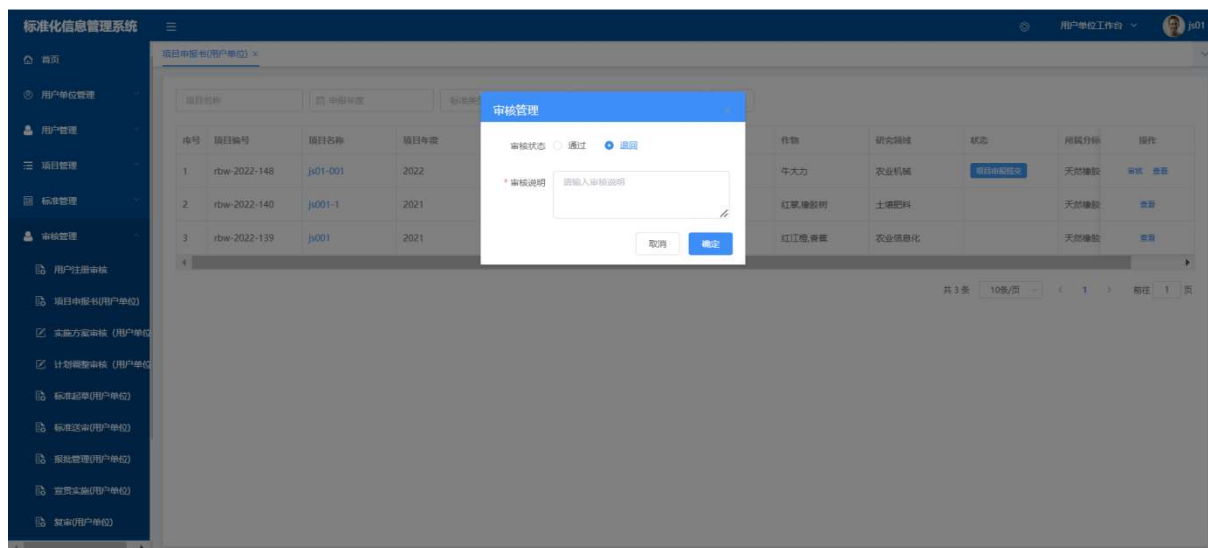 标准化信息管理系统
用户单位工作台
js01
首页
用户单位管理
用户管理
项目管理
标准管理
审核管理
用户注册审核
项目申报书(用户单位)
实施方案审核（用户单位
计划调整审核（用户单位
标准起草(用户单位)
标准送审(用户单位)
报批管理(用户单位)
宣贯实施(用户单位)
复审(用户单位)
项目申报书(用户单位) ×
项目名称 申报年度
序号 项目编号 项目名称 项目年度 作物 研究领域 状态 所属分标 操作
1 rbw-2022-148 js01-001 2022 牛大力 农业机械 项目申报提交 天然橡胶 审核 查看
2 rbw-2022-140 js001-1 2021 红掌,橡胶树 土壤肥料 天然橡胶 查看
3 rbw-2022-139 js001 2021 红江橙,香蕉 农业信息化 天然橡胶 查看
共 3 条 10条/页 1 前往 1 页
审核管理
审核状态 通过 退回
* 审核说明 请输入审核说明
取消 确定